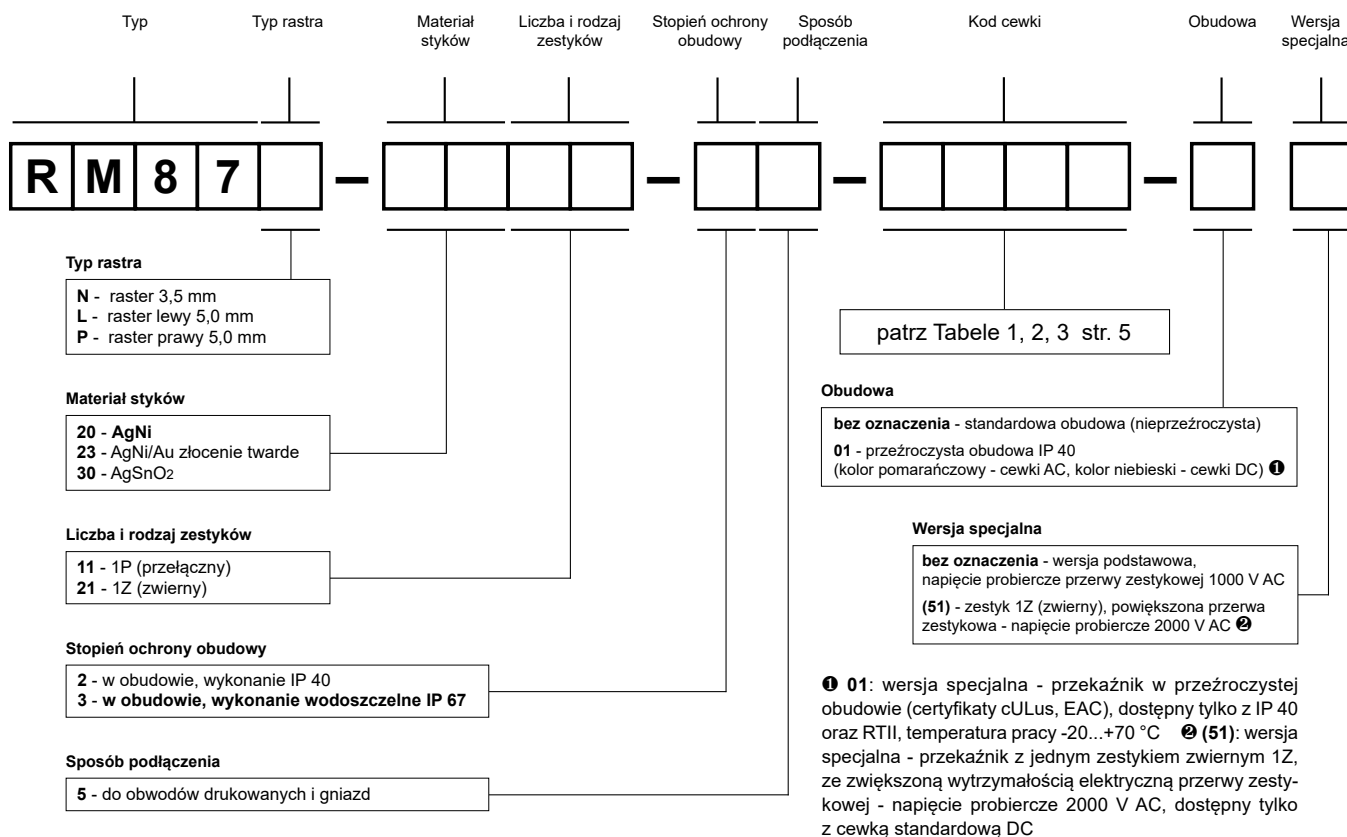 Typ
Typ rastra
Materiał
styków
Liczba i rodzaj
zestyków
Stopień ochrony
obudowy
Sposób
podłączenia
Kod cewki
Obudowa
Wersja
specjalna
R M 8 7 – – – –
Typ rastra
N - raster 3,5 mm
L - raster lewy 5,0 mm
P - raster prawy 5,0 mm
Materiał styków
20 - AgNi
23 - AgNi/Au złocenie twarde
30 - AgSnO2
Liczba i rodzaj zestyków
11 - 1P (przełączny)
21 - 1Z (zwierny)
Stopień ochrony obudowy
2 - w obudowie, wykonanie IP 40
3 - w obudowie, wykonanie wodoszczelne IP 67
Sposób podłączenia
5 - do obwodów drukowanych i gniazd
patrz Tabele 1, 2, 3 str. 5
Obudowa
bez oznaczenia - standardowa obudowa (nieprzeźroczysta)
01 - przeźroczysta obudowa IP 40
(kolor pomarańczowy - cewki AC, kolor niebieski - cewki DC) ❶
Wersja specjalna
bez oznaczenia - wersja podstawowa,
napięcie probiercze przerwy zestykowej 1000 V AC
(51) - zestyk 1Z (zwierny), powiększona przerwa
zestykowa - napięcie probiercze 2000 V AC ❷
❶ 01: wersja specjalna - przekaźnik w przeźroczystej
obudowie (certyfikaty cULus, EAC), dostępny tylko z IP 40
oraz RTII, temperatura pracy -20...+70 °C ❷ (51): wersja
specjalna - przekaźnik z jednym zestykiem zwiernym 1Z,
ze zwiększoną wytrzymałością elektryczną przerwy zesty-
kowej - napięcie probiercze 2000 V AC, dostępny tylko
z cewką standardową DC